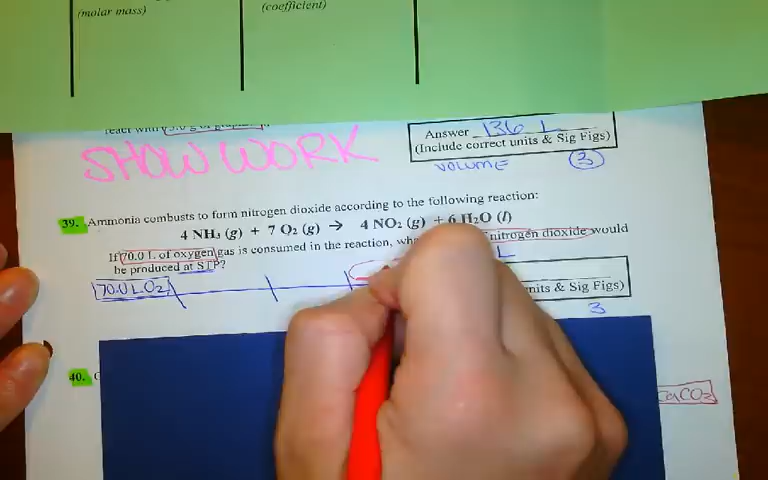 (molar mass)
(coefficient)
react with
SHOW WORK
Answer 136 L
(Include correct units & Sig Figs)
VOLUME 3
39. Ammonia combusts to form nitrogen dioxide according to the following reaction:
4 NH₃ (g) + 7 O₂ (g) → 4 NO₂ (g) + 6 H₂O (l)
If 70.0 L of oxygen gas is consumed in the reaction, nitrogen dioxide would
be produced at STP?
L
70.0 L O₂
units & Sig Figs)
3
40.
CaCO₃